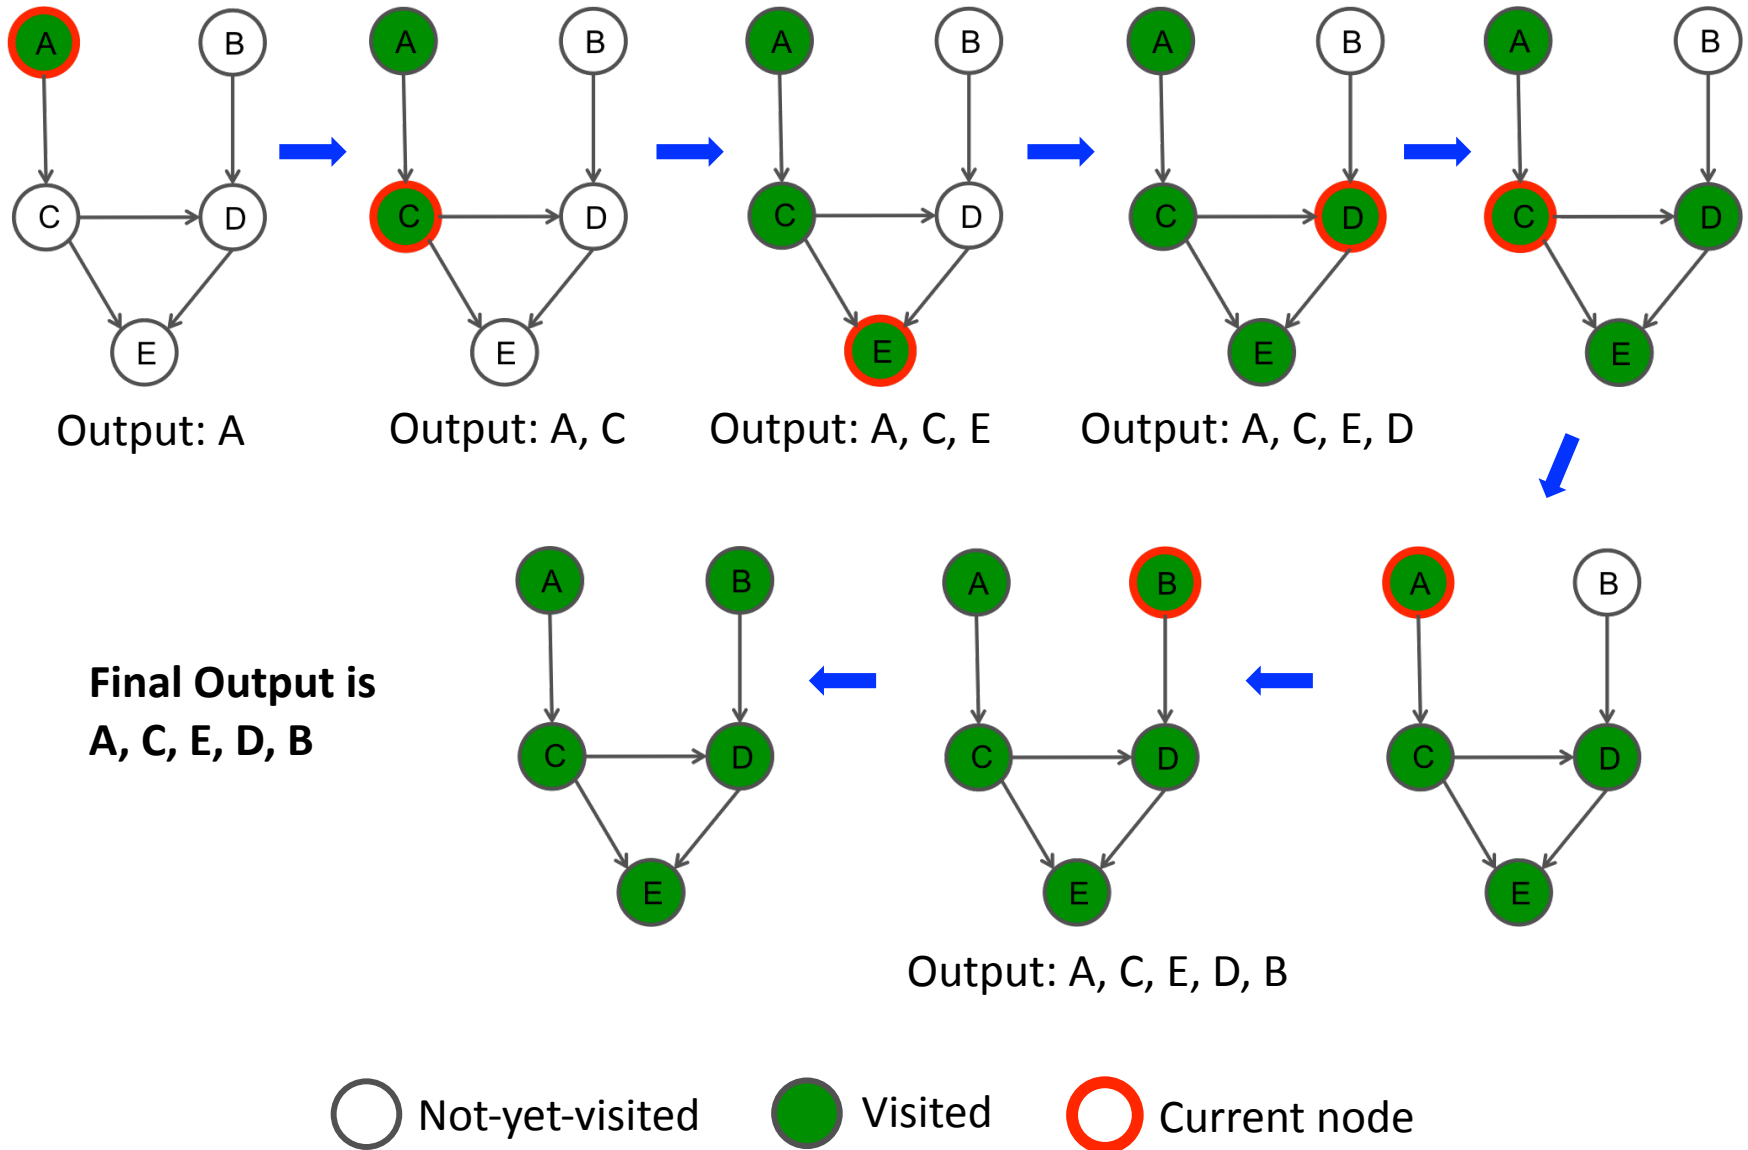 A B A B A B A B A B
C D C D C D C D C D
E E E E E
Output: A
Output: A, C
Output: A, C, E
Output: A, C, E, D
A B A B A B
Final Output is
A, C, E, D, B
C D C D C D
E E E
Output: A, C, E, D, B
Not-yet-visited
Visited
Current node